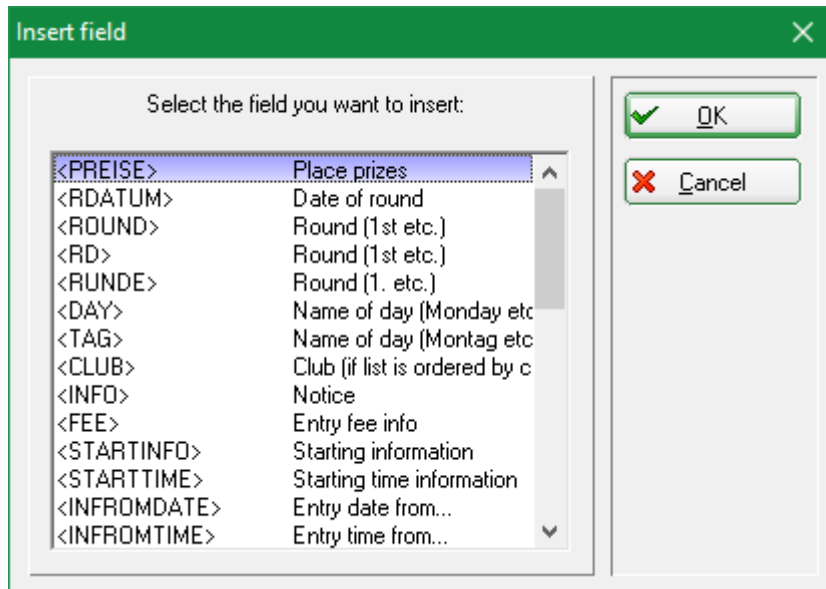 Insert field
Select the field you want to insert:
<PREISE> Place prizes
<RDATUM> Date of round
<ROUND> Round (1st etc.)
<RD> Round (1st etc.)
<RUNDE> Round (1. etc.)
<DAY> Name of day (Monday etc
<TAG> Name of day (Montag etc
<CLUB> Club (if list is ordered by c
<INFO> Notice
<FEE> Entry fee info
<STARTINFO> Starting information
<STARTTIME> Starting time information
<INFROMDATE> Entry date from...
<INFROMTIME> Entry time from...
OK
Cancel